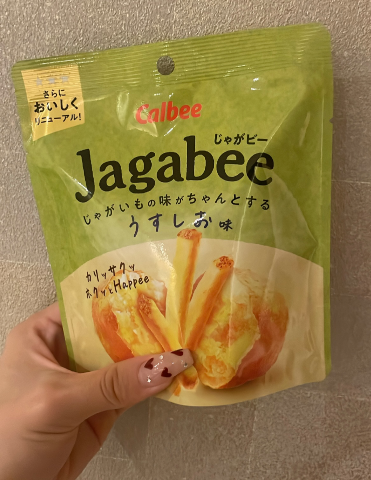 さらに
おいしく
リニューアル!
Calbee
じゃがビー
Jagabee
じゃがいもの味がちゃんとする
うすしお味
カリッサクッ
ホクッとHappee